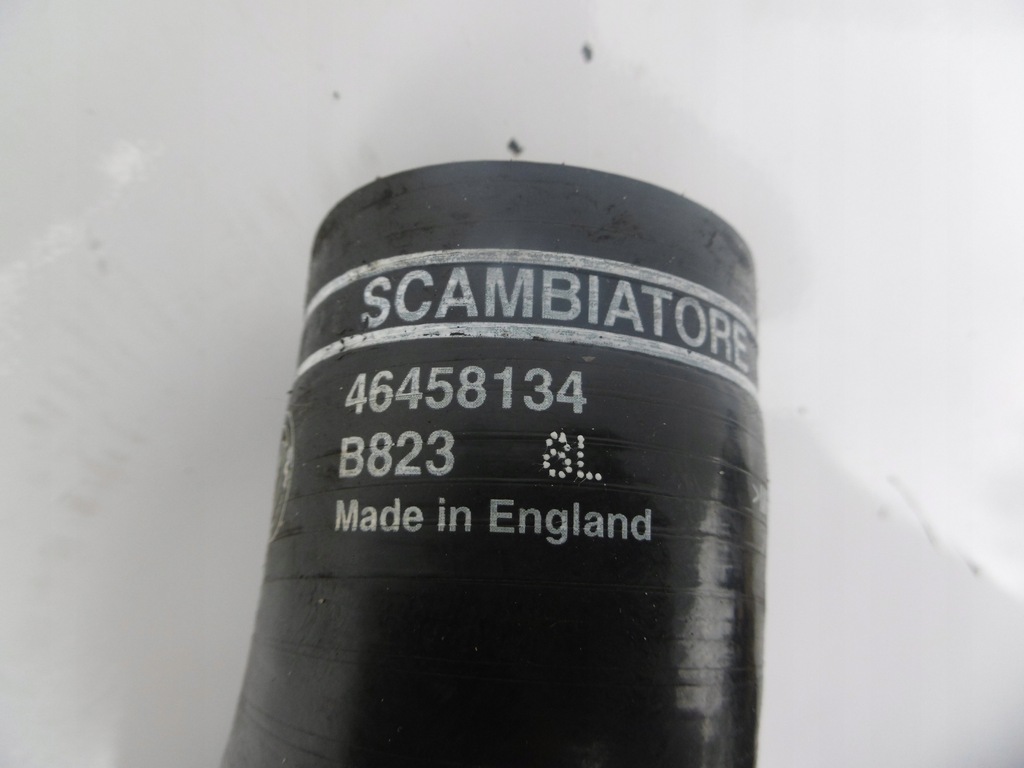 SCAMBIATORE
46458134
B823 8L
Made in England